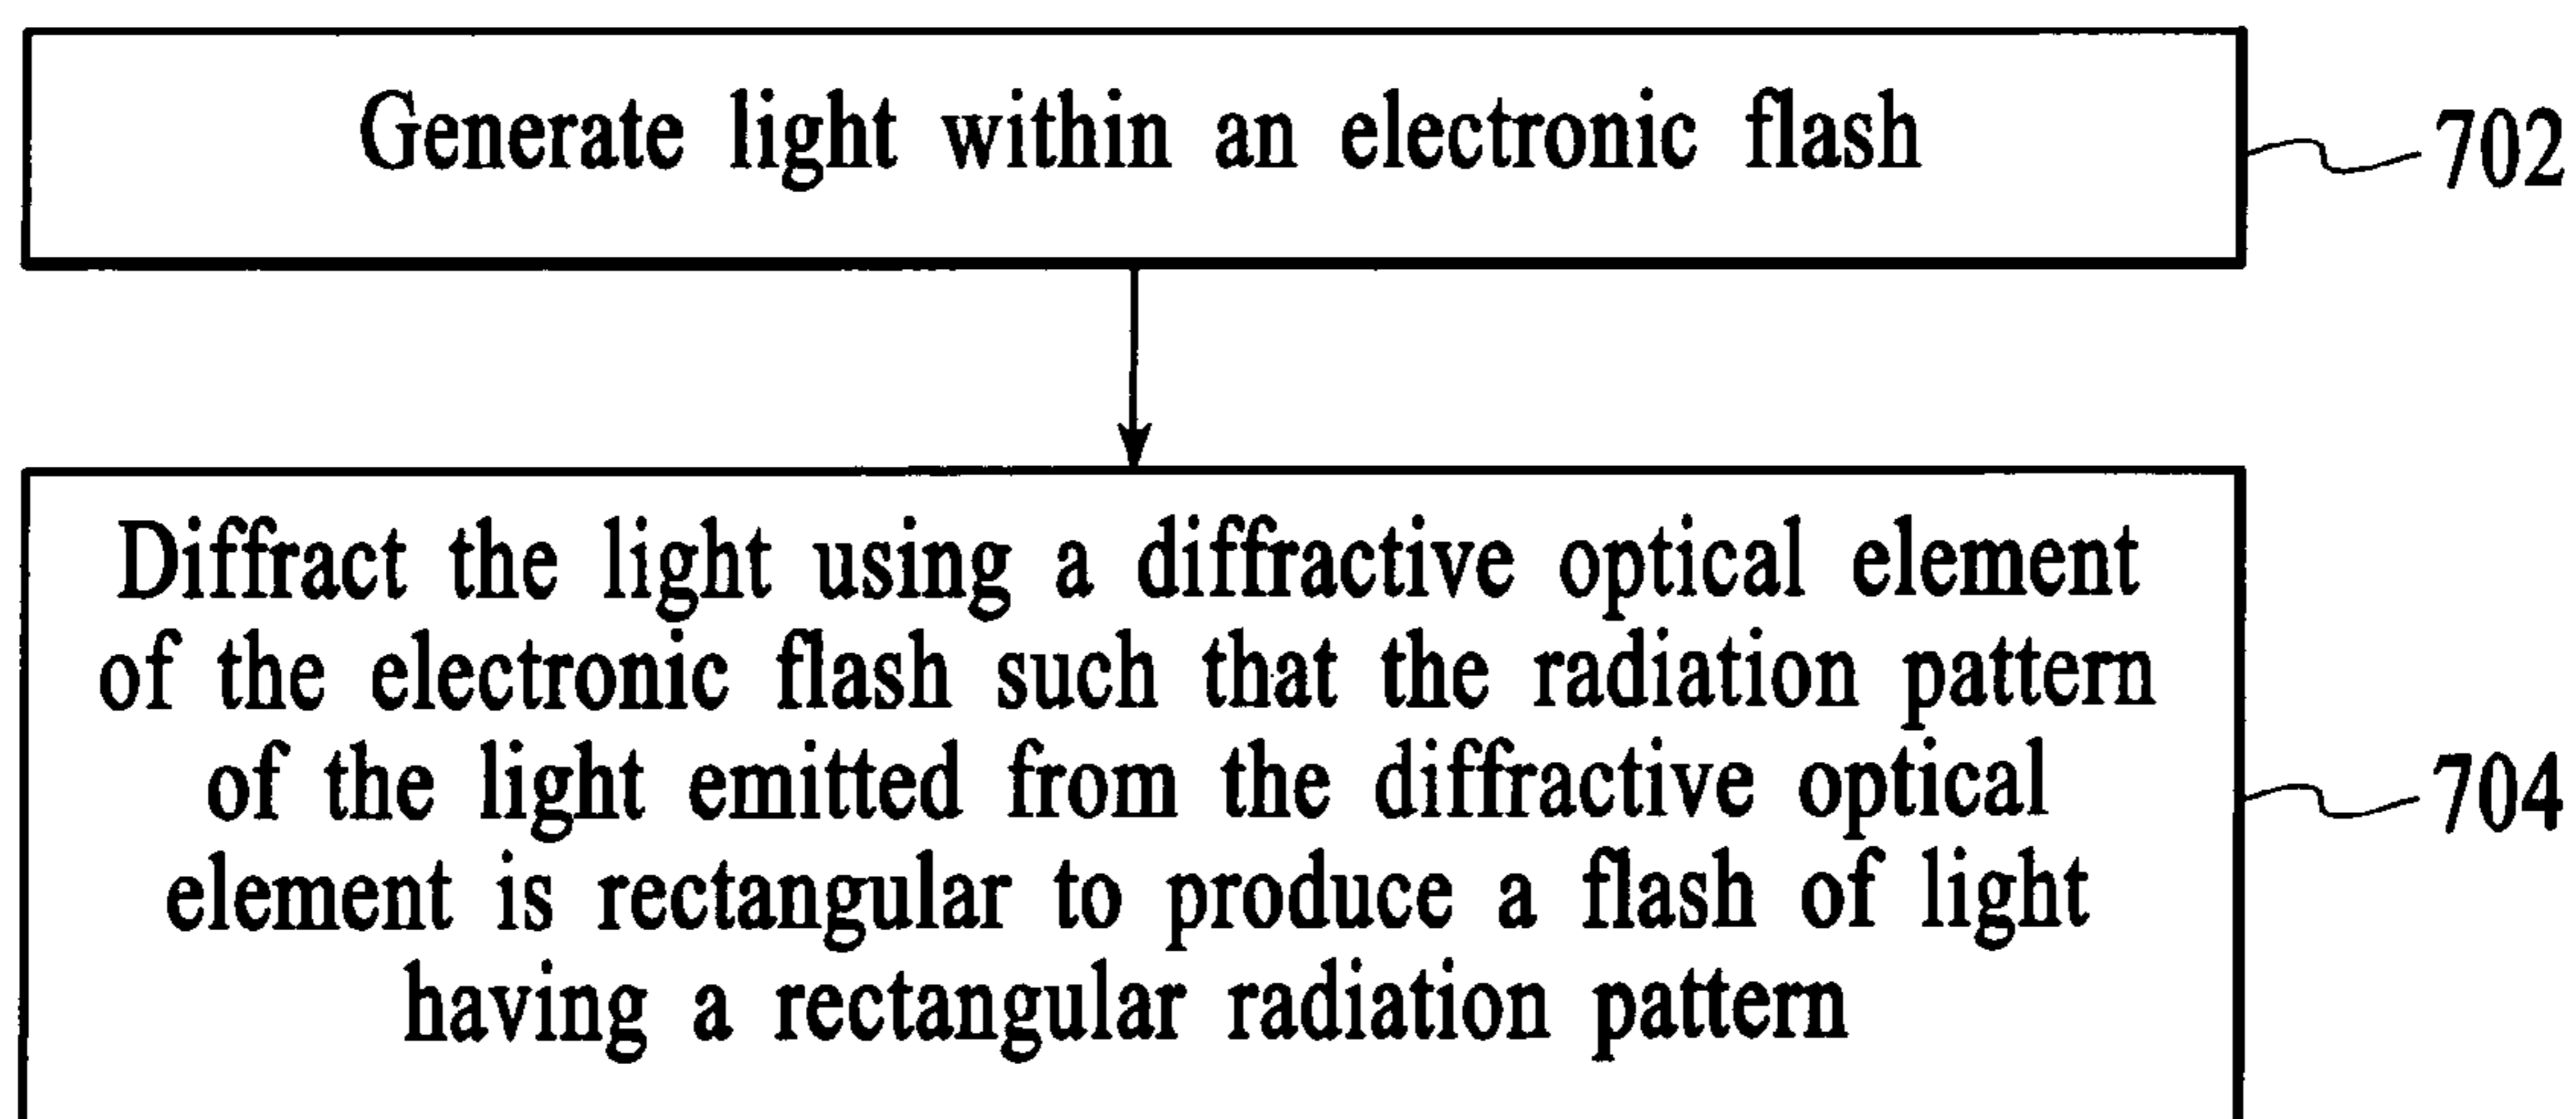 Generate light within an electronic flash
702
Diffract the light using a diffractive optical element
of the electronic flash such that the radiation pattern
of the light emitted from the diffractive optical
element is rectangular to produce a flash of light
having a rectangular radiation pattern
704